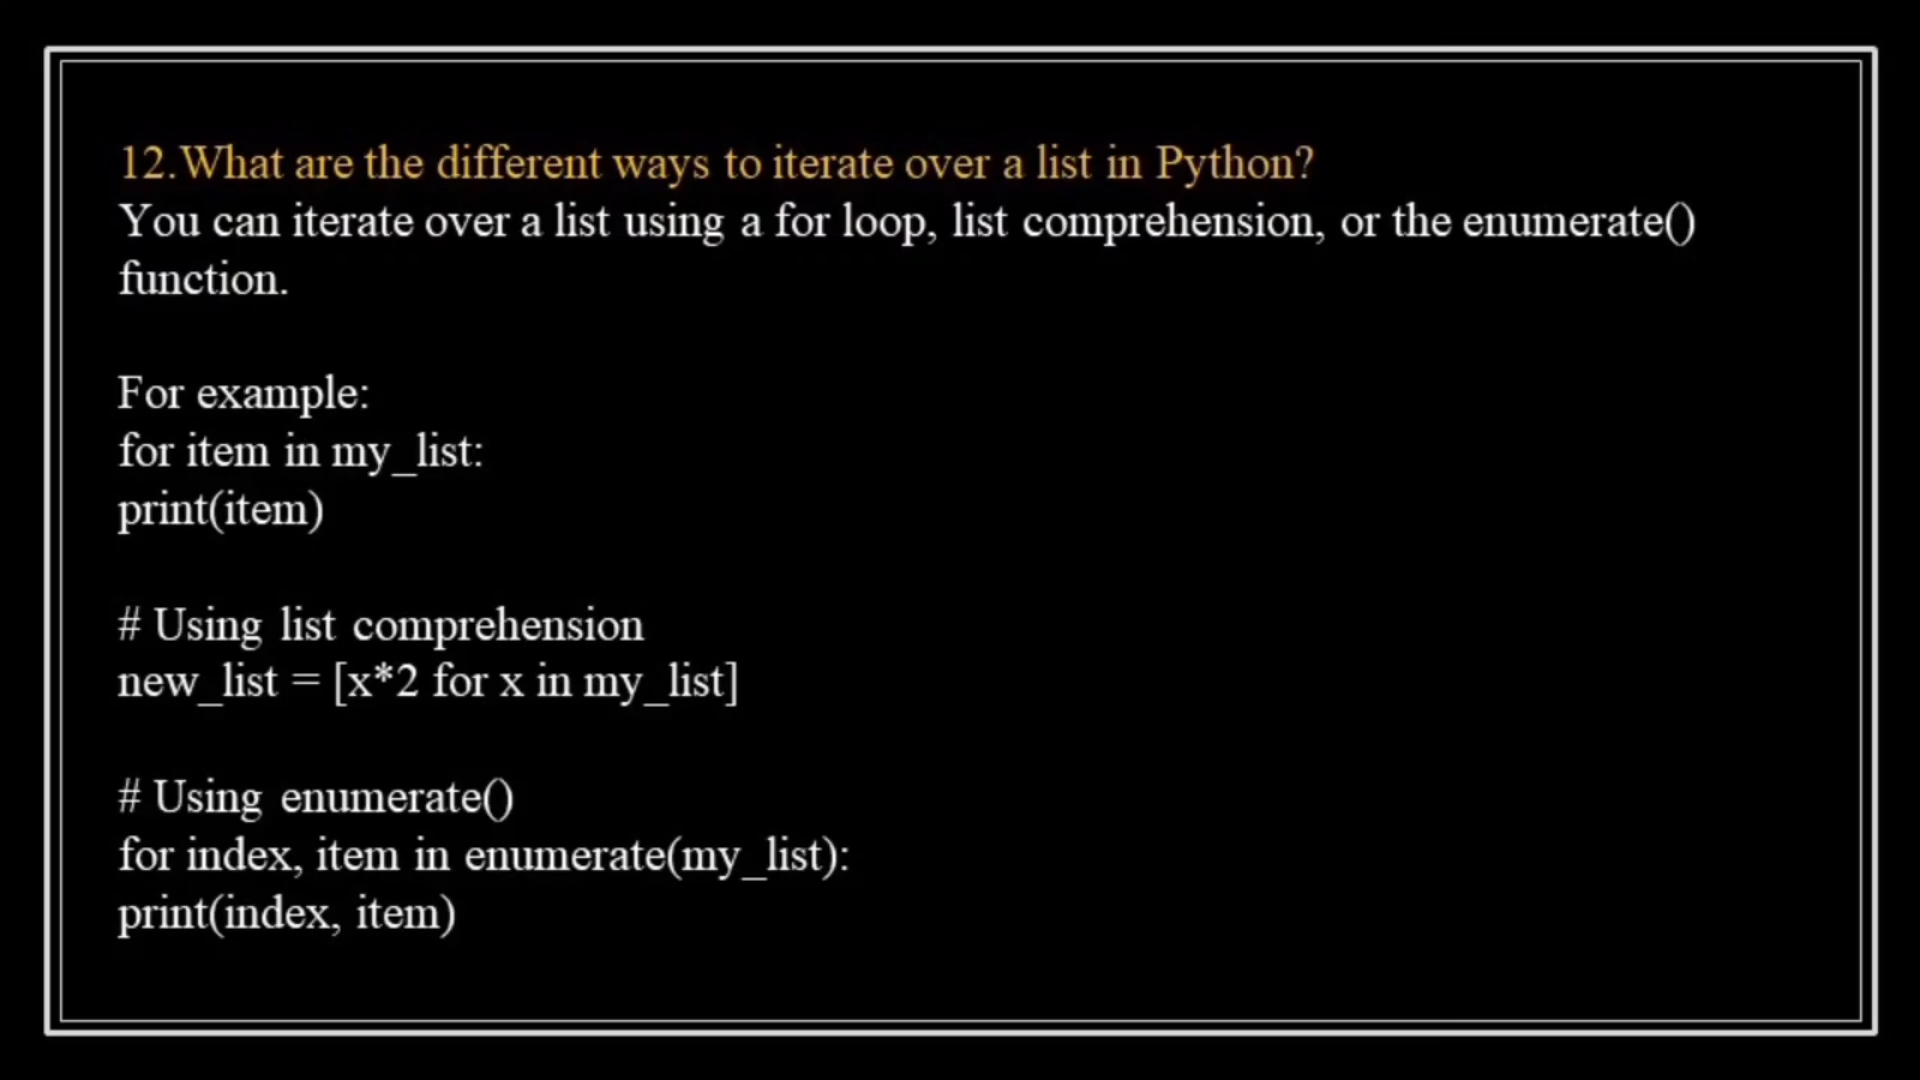 12.What are the different ways to iterate over a list in Python?
You can iterate over a list using a for loop, list comprehension, or the enumerate()
function.
For example:
for item in my_list:
print(item)
# Using list comprehension
new_list = [x*2 for x in my_list]
# Using enumerate()
for index, item in enumerate(my_list):
print(index, item)